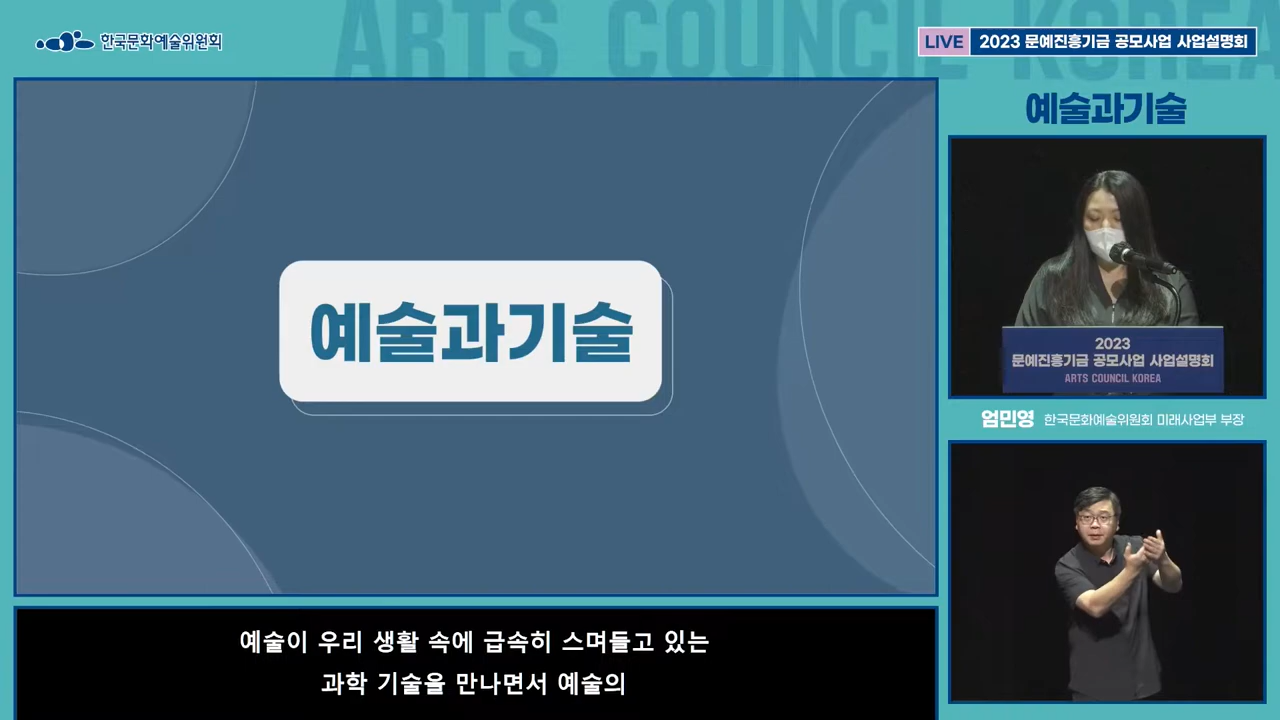 ARTS COUNCIL KOREA
한국문화예술위원회
LIVE 2023 문예진흥기금 공모사업 사업설명회
예술과기술
예술과기술
2023
문예진흥기금 공모사업 사업설명회
ARTS COUNCIL KOREA
엄민영 한국문화예술위원회 미래사업부 부장
예술이 우리 생활 속에 급속히 스며들고 있는
과학 기술을 만나면서 예술의